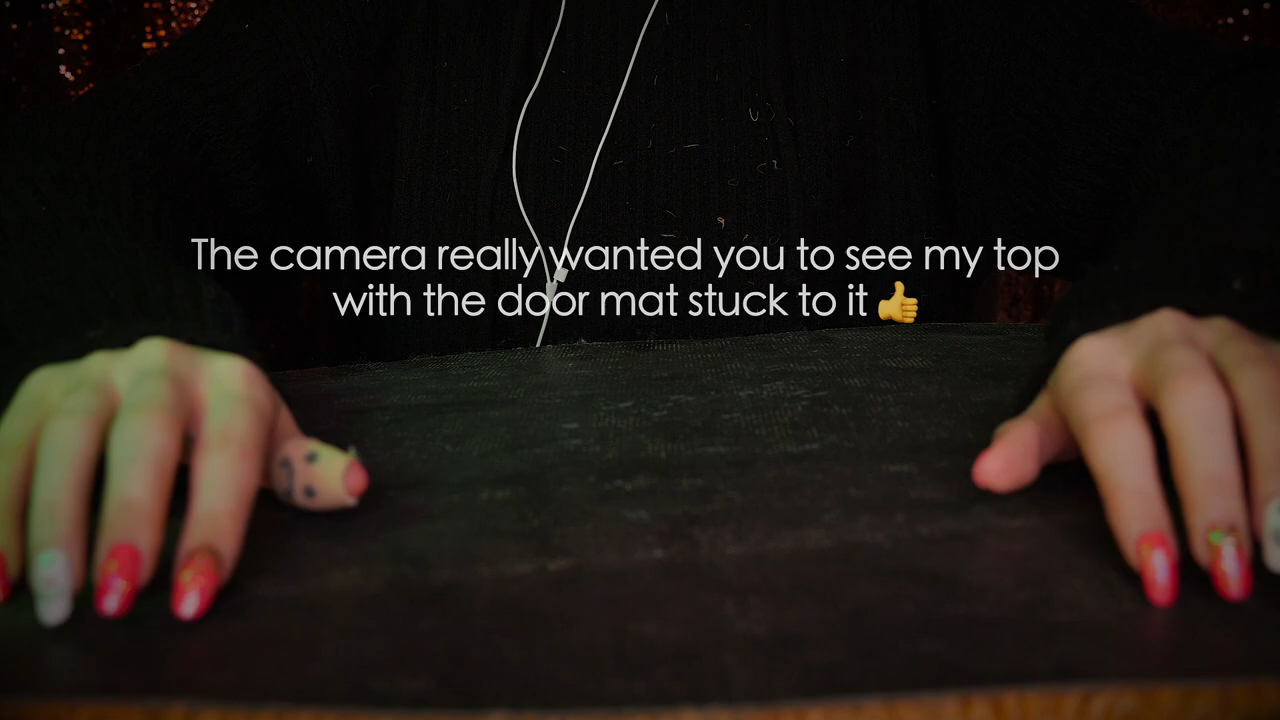 The camera really wanted you to see my top
with the door mat stuck to it 👍